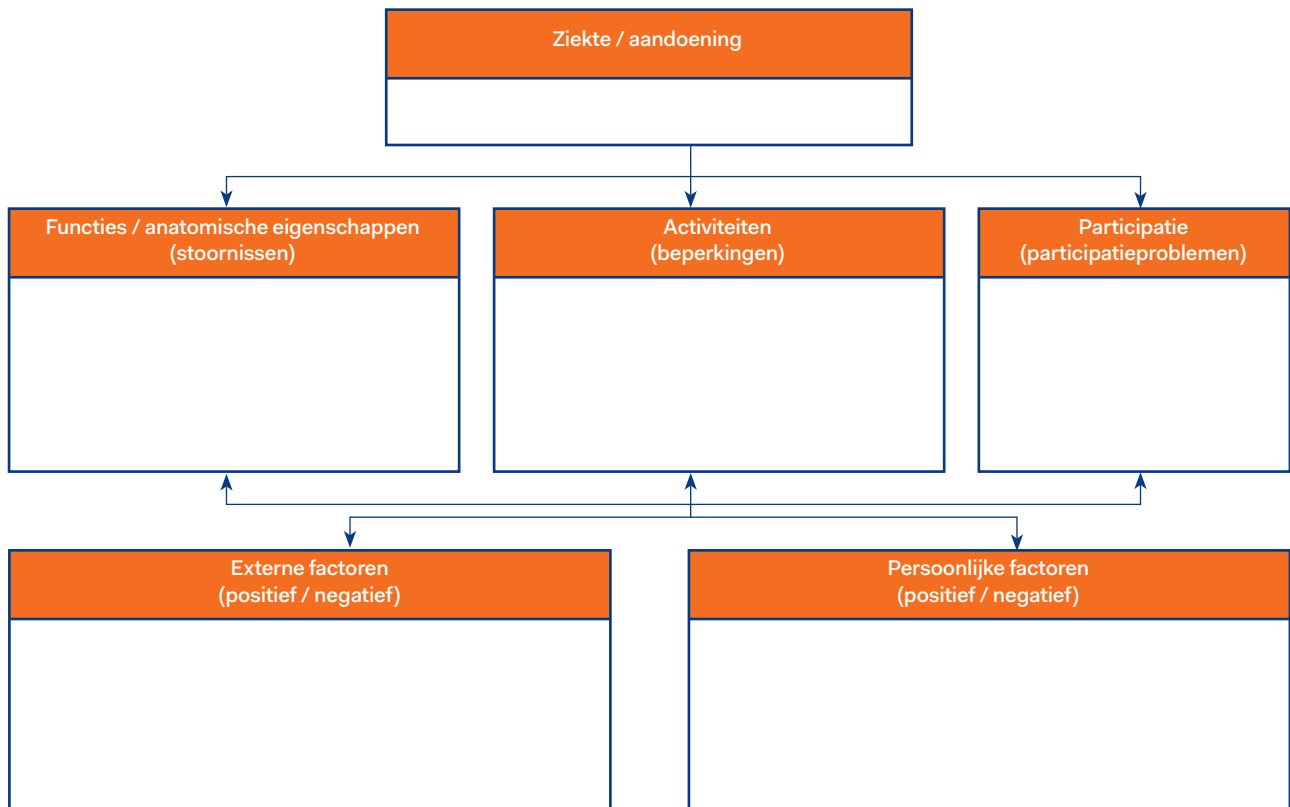 Ziekte / aandoening
Functies / anatomische eigenschappen
(stoornissen)
Activiteiten
(beperkingen)
Participatie
(participatieproblemen)
Externe factoren
(positief / negatief)
Persoonlijke factoren
(positief / negatief)